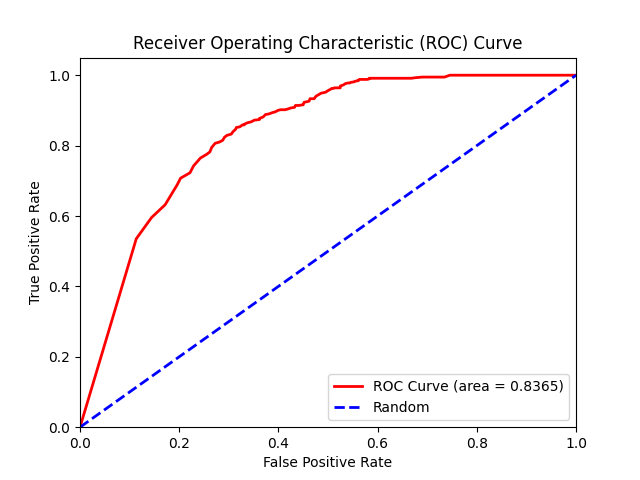 Receiver Operating Characteristic (ROC) Curve
True Positive Rate
1.0
0.8
0.6
0.4
0.2
0.0
ROC Curve (area = 0.8365)
Random
0.0 0.2 0.4 0.6 0.8 1.0
False Positive Rate